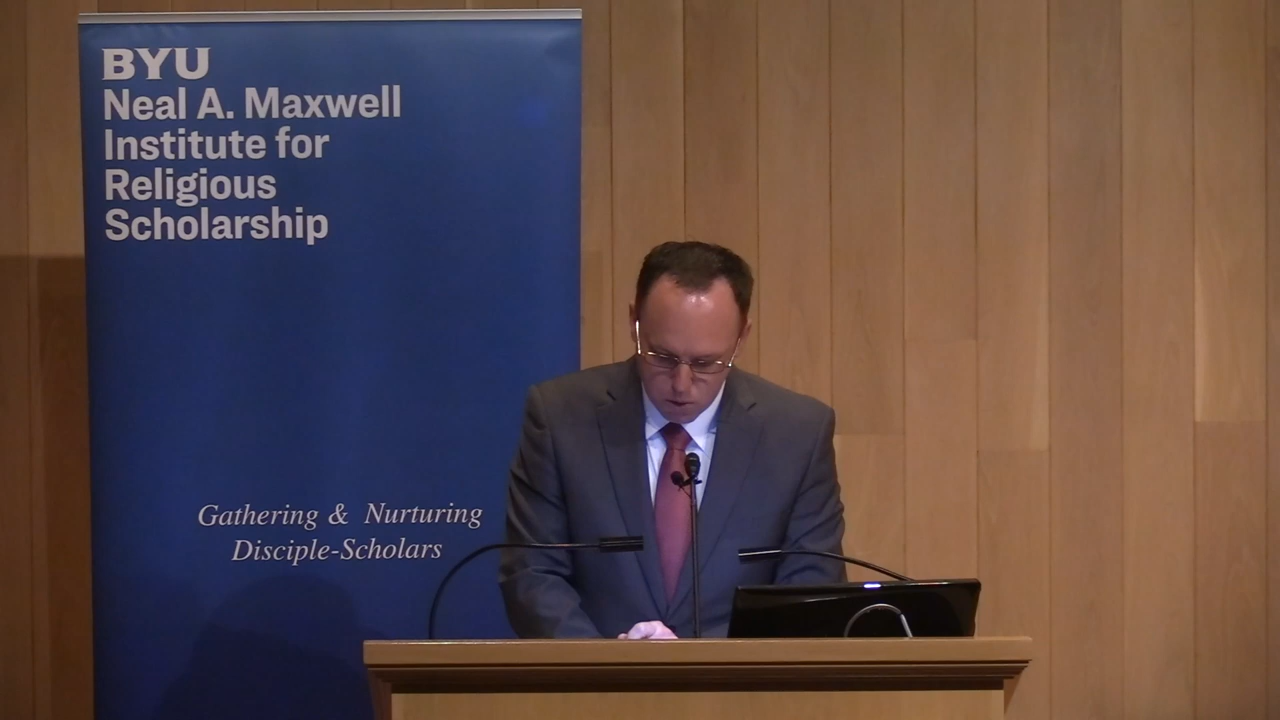 BYU
Neal A. Maxwell
Institute for
Religious
Scholarship
Gathering & Nurturing
Disciple-Scholars